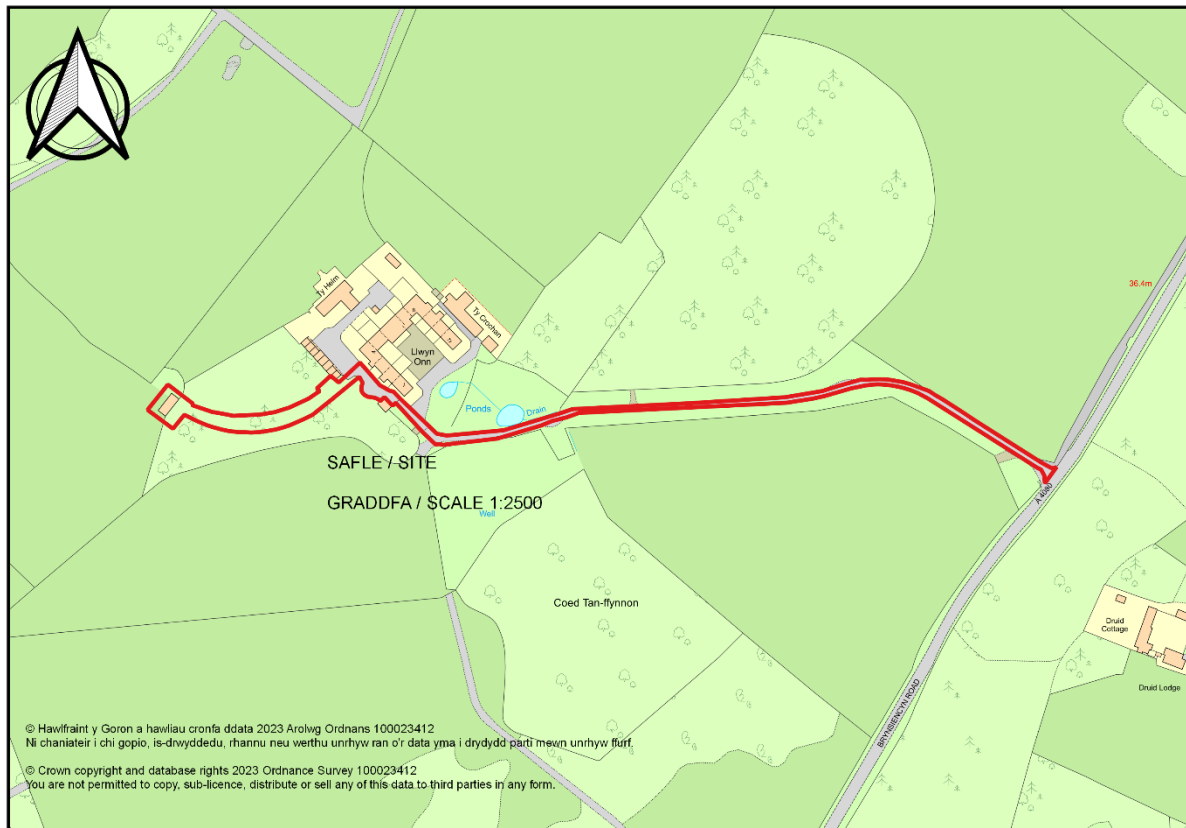 36.4m
Ty Helm
Ty Crochan
Llwyn
Onn
Ponds
Drain
SAFLE / SITE
GRADDFA / SCALE 1:2500
Well
A 4080
Coed Tan-ffynnon
Druid
Cottage
Druid Lodge
BRYNSIENCYN ROAD
© Hawlfraint y Goron a hawliau cronfa ddata 2023 Arolwg Ordnans 100023412
Ni chaniateir i chi gopio, is-drwyddedu, rhannu neu werthu unrhyw ran o'r data yma i drydydd parti mewn unrhyw ffurf.
© Crown copyright and database rights 2023 Ordnance Survey 100023412
You are not permitted to copy, sub-licence, distribute or sell any of this data to third parties in any form.